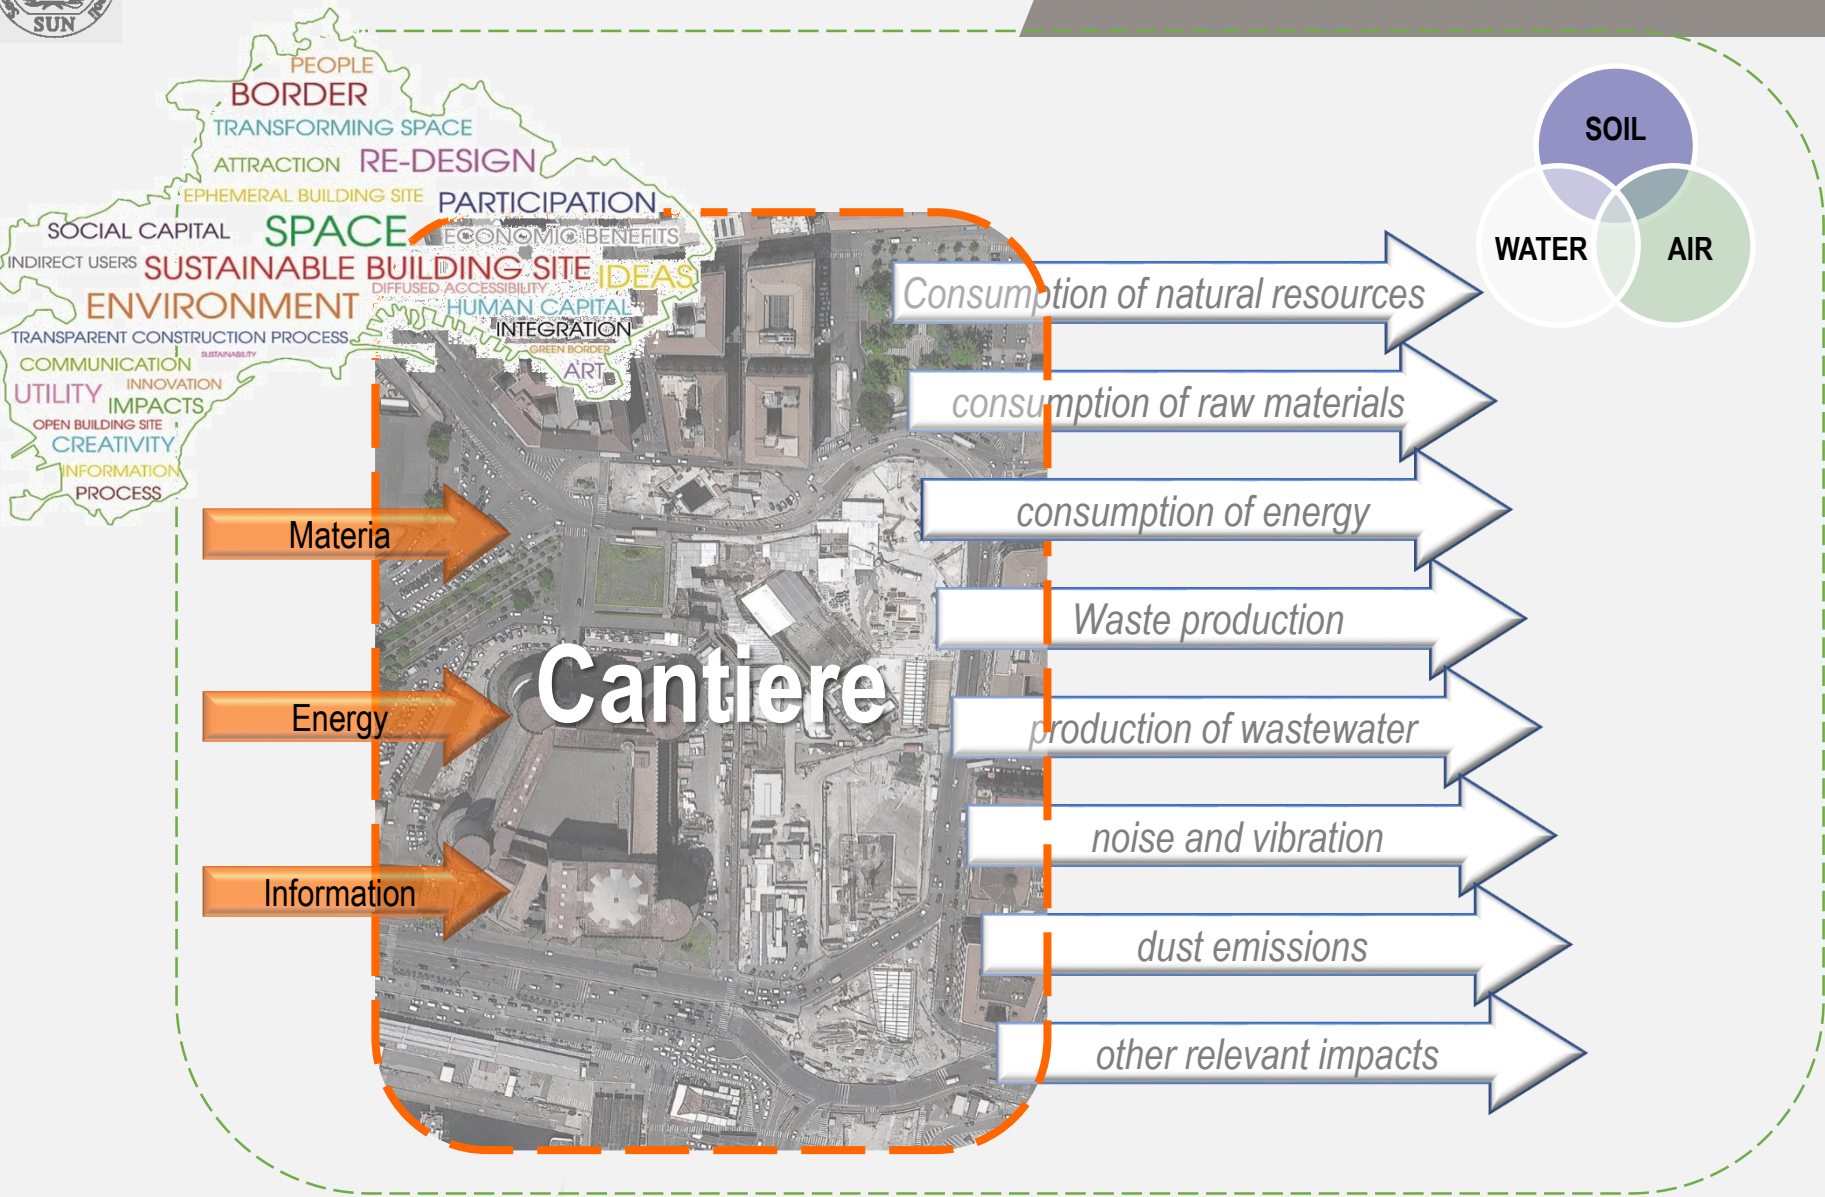 SUN
PEOPLE
BORDER
TRANSFORMING SPACE
ATTRACTION RE-DESIGN
EPHEMERAL BUILDING SITE PARTICIPATION
SOCIAL CAPITAL SPACE ECONOMIC BENEFITS
INDIRECT USERS SUSTAINABLE BUILDING SITE IDEAS
DIFFUSED ACCESSIBILITY
ENVIRONMENT HUMAN CAPITAL
TRANSPARENT CONSTRUCTION PROCESS INTEGRATION
SUSTAINABILITY GREEN BORDER
COMMUNICATION ART
UTILITY INNOVATION
IMPACTS
OPEN BUILDING SITE
CREATIVITY
INFORMATION
PROCESS
SOIL
WATER AIR
Materia
Energy
Information
Cantiere
Consumption of natural resources
consumption of raw materials
consumption of energy
Waste production
production of wastewater
noise and vibration
dust emissions
other relevant impacts